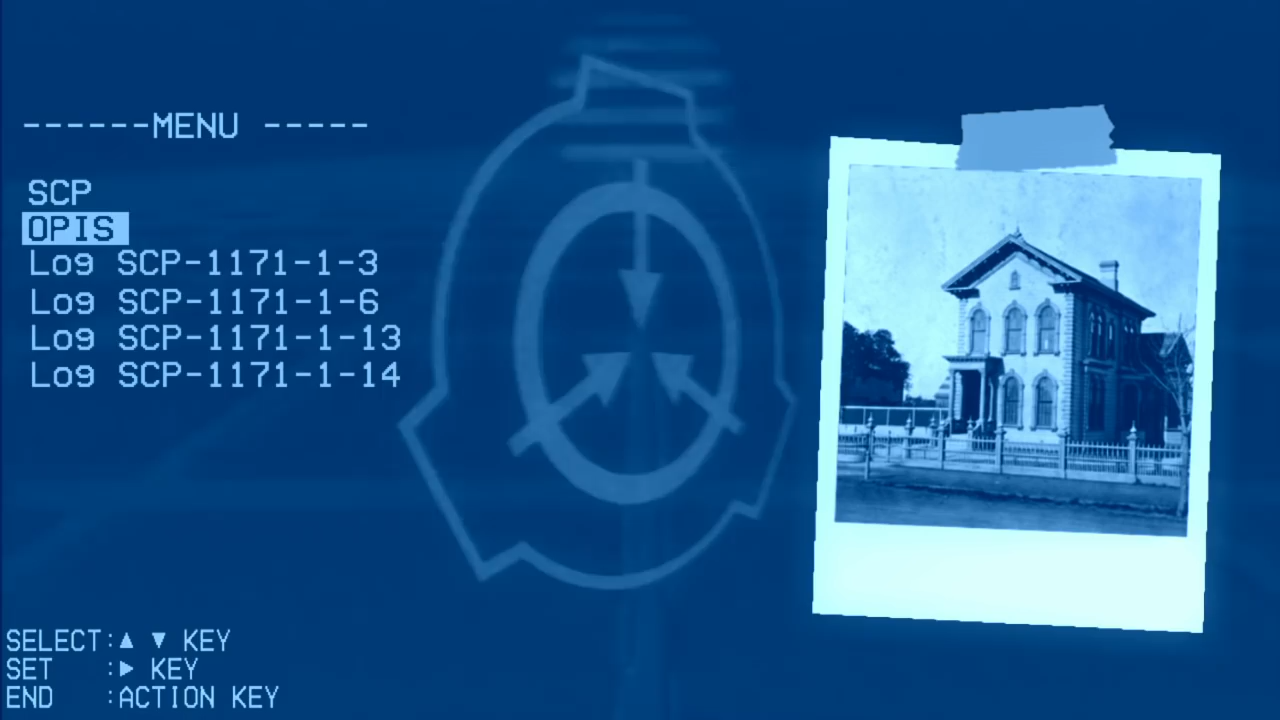 ------MENU -----
SCP
OPIS
Log SCP-1171-1-3
Log SCP-1171-1-6
Log SCP-1171-1-13
Log SCP-1171-1-14
SELECT:▲ ▼ KEY
SET :► KEY
END :ACTION KEY